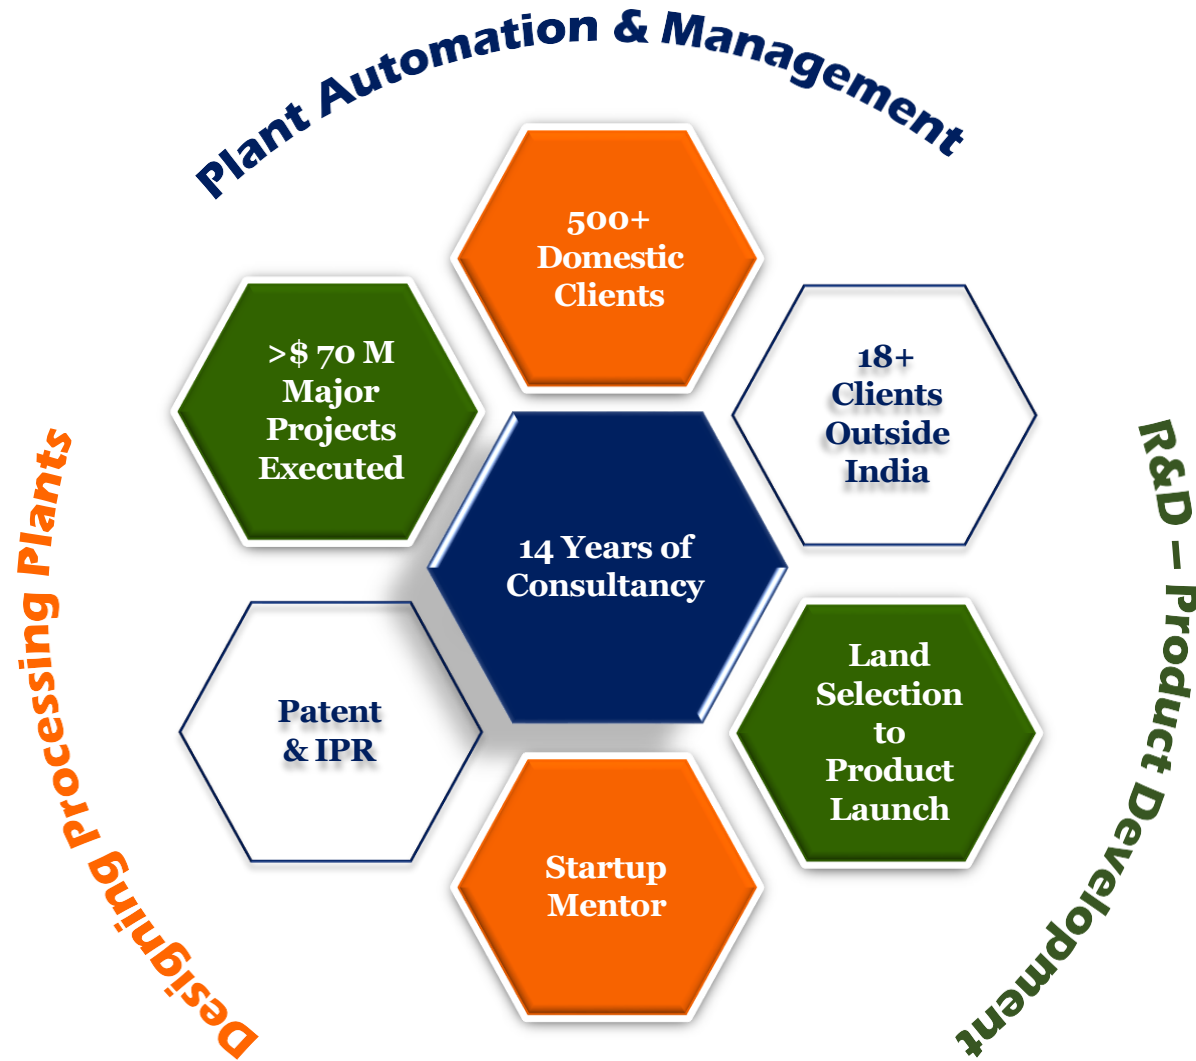 Plant Automation & Management
500+
Domestic
Clients
>$ 70 M
Major
Projects
Executed
18+
Clients
Outside
India
14 Years of
Consultancy
Patent
& IPR
Land
Selection
to
Product
Launch
Startup
Mentor
Designing Processing Plants
R&D – Product Development